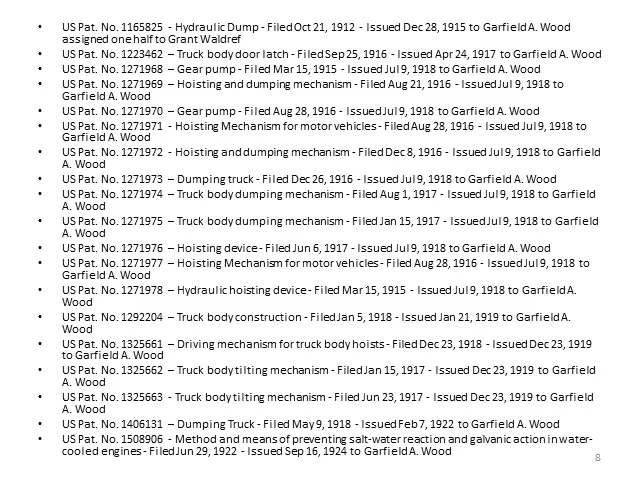 • US Pat. No. 1165825 - Hydraulic Dump - Filed Oct 21, 1912 - Issued Dec 28, 1915 to Garfield A. Wood
assigned one half to Grant Waldref
• US Pat. No. 1223462 – Truck body door latch - Filed Sep 25, 1916 - Issued Apr 24, 1917 to Garfield A. Wood
• US Pat. No. 1271968 – Gear pump - Filed Mar 15, 1915 - Issued Jul 9, 1918 to Garfield A. Wood
• US Pat. No. 1271969 – Hoisting and dumping mechanism - Filed Aug 21, 1916 - Issued Jul 9, 1918 to
Garfield A. Wood
• US Pat. No. 1271970 – Gear pump - Filed Aug 28, 1916 - Issued Jul 9, 1918 to Garfield A. Wood
• US Pat. No. 1271971 - Hoisting Mechanism for motor vehicles - Filed Aug 28, 1916 - Issued Jul 9, 1918 to
Garfield A. Wood
• US Pat. No. 1271972 - Hoisting and dumping mechanism - Filed Dec 8, 1916 - Issued Jul 9, 1918 to Garfield
A. Wood
• US Pat. No. 1271973 – Dumping truck - Filed Dec 26, 1916 - Issued Jul 9, 1918 to Garfield A. Wood
• US Pat. No. 1271974 – Truck body dumping mechanism - Filed Aug 1, 1917 - Issued Jul 9, 1918 to Garfield
A. Wood
• US Pat. No. 1271975 – Truck body dumping mechanism - Filed Jan 15, 1917 - Issued Jul 9, 1918 to Garfield
A. Wood
• US Pat. No. 1271976 – Hoisting device - Filed Jun 6, 1917 - Issued Jul 9, 1918 to Garfield A. Wood
• US Pat. No. 1271977 – Hoisting Mechanism for motor vehicles - Filed Aug 28, 1916 - Issued Jul 9, 1918 to
Garfield A. Wood
• US Pat. No. 1271978 – Hydraulic hoisting device - Filed Mar 15, 1915 - Issued Jul 9, 1918 to Garfield A.
Wood
• US Pat. No. 1292204 – Truck body construction - Filed Jan 5, 1918 - Issued Jan 21, 1919 to Garfield A.
Wood
• US Pat. No. 1325661 – Driving mechanism for truck body hoists - Filed Dec 23, 1918 - Issued Dec 23, 1919
to Garfield A. Wood
• US Pat. No. 1325662 – Truck body tilting mechanism - Filed Jan 15, 1917 - Issued Dec 23, 1919 to Garfield
A. Wood
• US Pat. No. 1325663 - Truck body tilting mechanism - Filed Jun 23, 1917 - Issued Dec 23, 1919 to Garfield
A. Wood
• US Pat. No. 1406131 – Dumping Truck - Filed May 9, 1918 - Issued Feb 7, 1922 to Garfield A. Wood
• US Pat. No. 1508906 - Method and means of preventing salt-water reaction and galvanic action in water-
cooled engines - Filed Jun 29, 1922 - Issued Sep 16, 1924 to Garfield A. Wood
8